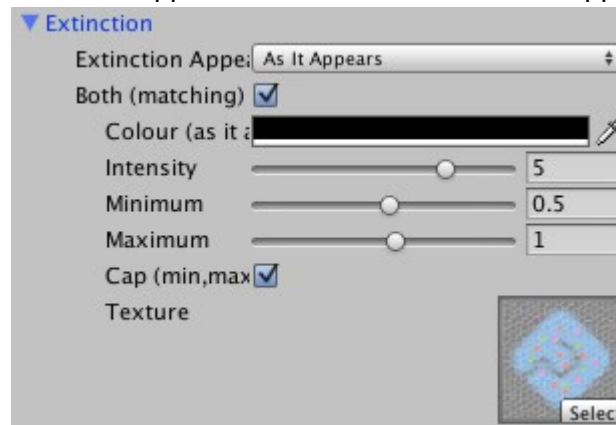 Extinction
Extinction Appe As It Appears
Both (matching)
Colour (as it a
Intensity 5
Minimum 0.5
Maximum 1
Cap (min,max
Texture
Selec